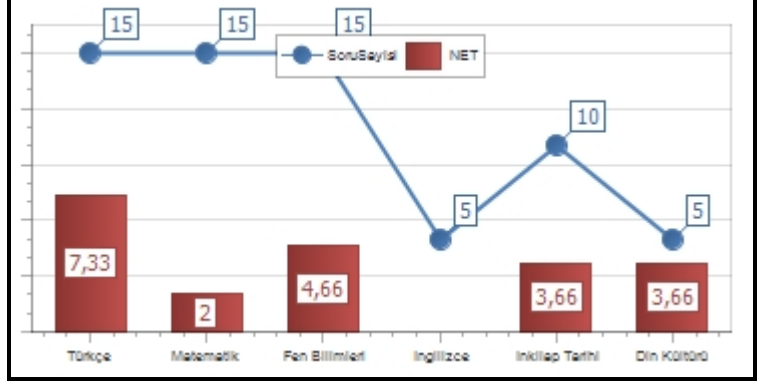 15 15 15
SoruSayisi NET
10
5 5
7,33 2 4,66 3,66 3,66
Türkçe Matematik Fen Bilimleri Ingilizce Inkilap Tarihi Din Kültürü